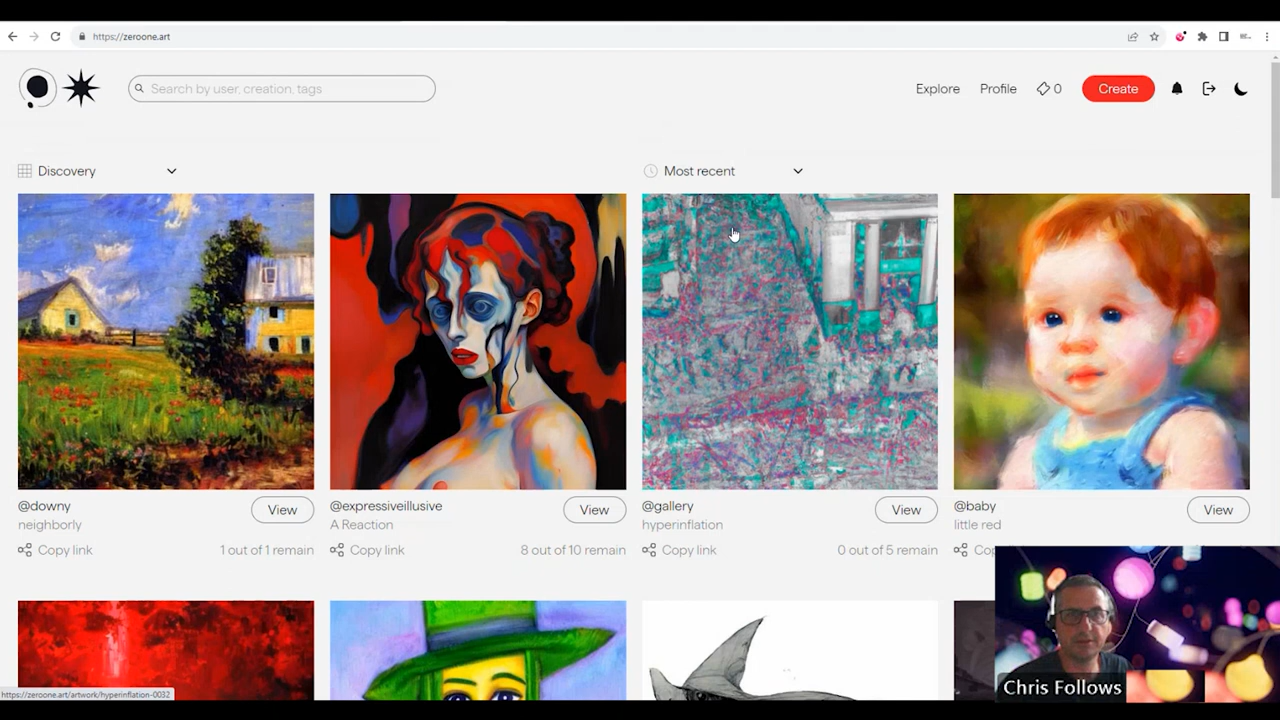 https://zeroone.art
Search by user, creation, tags
Explore
Profile
0
Create
Discovery
Most recent
@downy
neighborly
View
Copy link
1 out of 1 remain
@expressiveillusive
A Reaction
View
Copy link
8 out of 10 remain
@gallery
hyperinflation
View
Copy link
0 out of 5 remain
@baby
little red
View
https://zeroone.art/artwork/hyperinflation-0032
Chris Follows